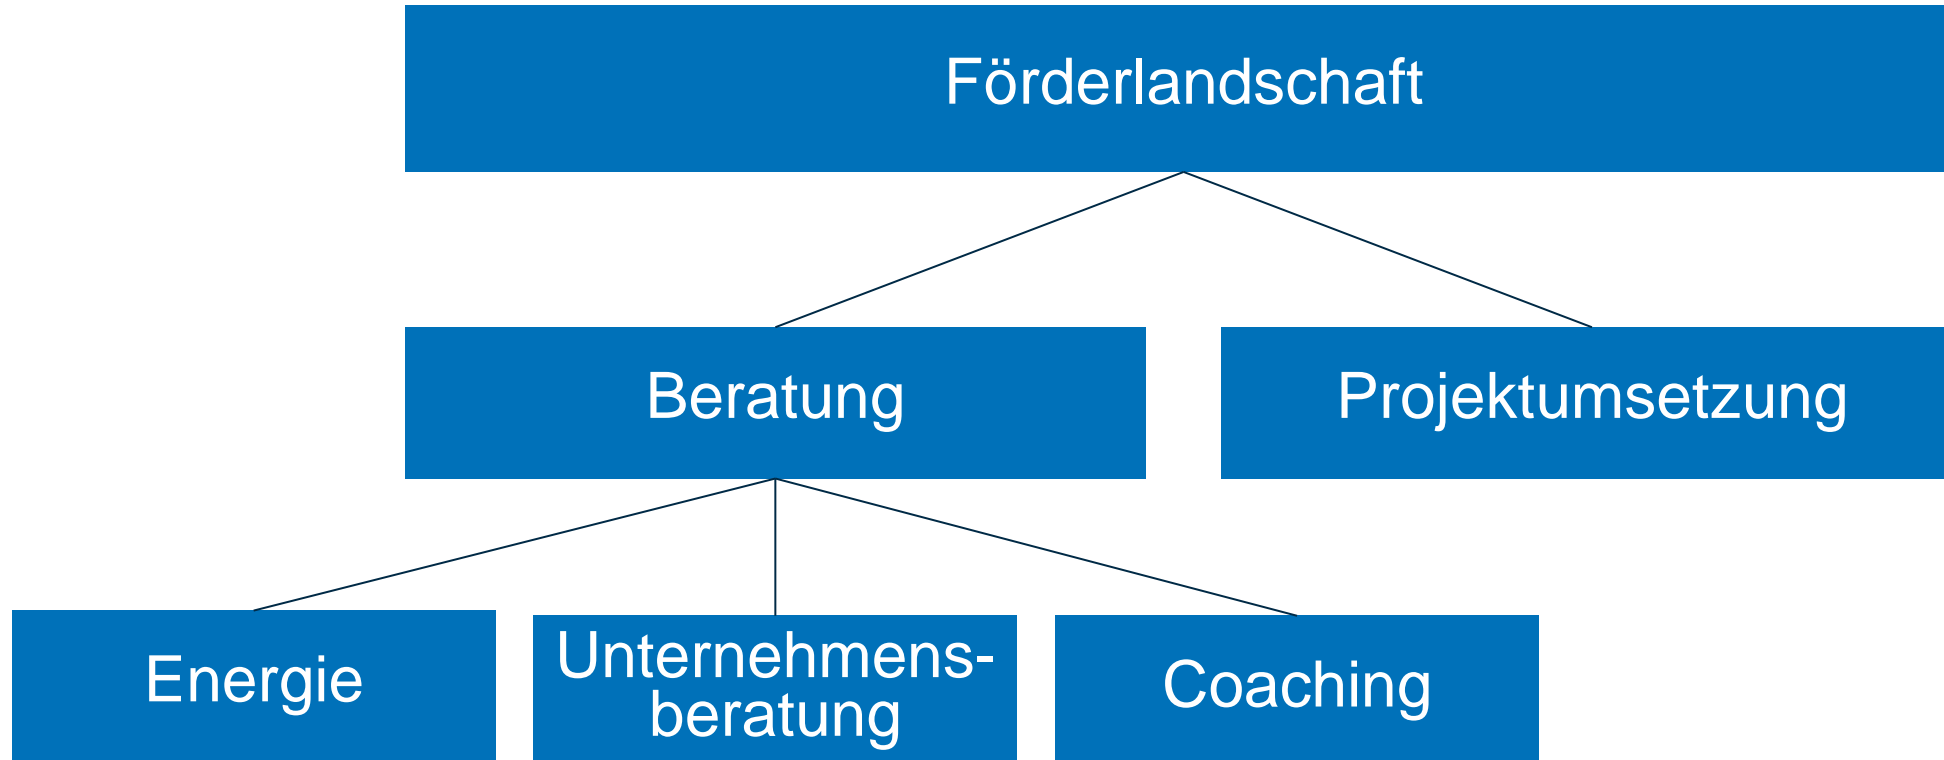 Förderlandschaft
Beratung
Projektumsetzung
Energie
Unternehmens-
beratung
Coaching